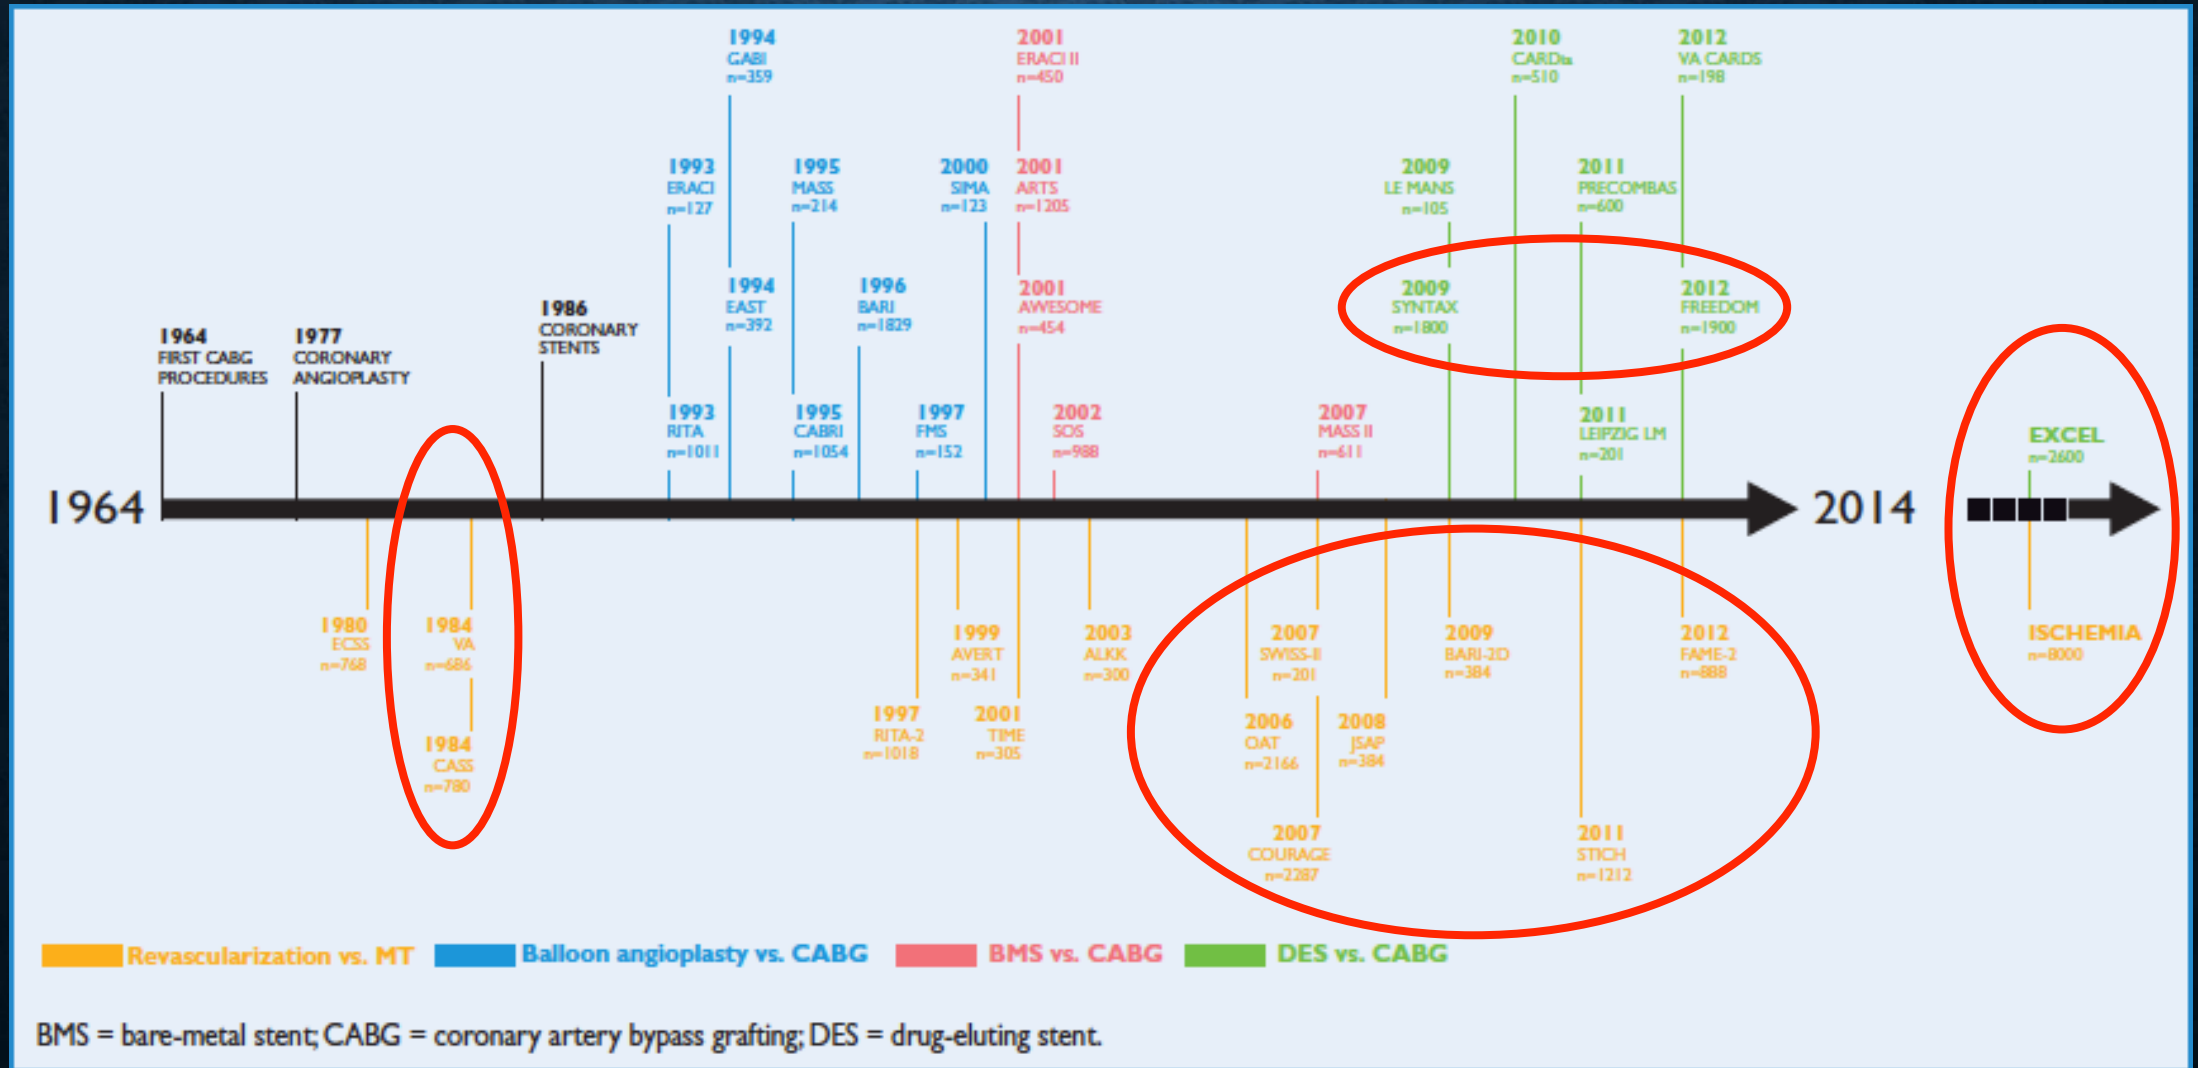 1994
GABI
n=359
2001
ERACI II
n=450
2010
CARDia
n=510
2012
VA CARDS
n=198
1993
ERACI
n=127
1995
MASS
n=214
2000
SIMA
n=123
2001
ARTS
n=1205
2009
LE MANS
n=105
2011
PRECOMBAS
n=600
1994
EAST
n=392
1996
BARI
n=1829
2001
AWESOME
n=454
2009
SYNTAX
n=1800
2012
FREEDOM
n=1900
1964
FIRST CABG
PROCEDURES
1977
CORONARY
ANGIOPLASTY
1986
CORONARY
STENTS
1993
RITA
n=1011
1995
CABRI
n=1054
1997
FMS
n=152
2002
SOS
n=988
2007
MASS II
n=611
2011
LEIPZIG LM
n=201
EXCEL
n=2600
1964
2014
1980
ECSS
n=768
1984
VA
n=686
1984
CASS
n=780
1997
RITA-2
n=1018
1999
AVERT
n=341
2001
TIME
n=305
2003
ALKK
n=300
2006
OAT
n=2166
2007
SWISS-II
n=201
2007
COURAGE
n=2287
2008
JSAP
n=384
2009
BARI-2D
n=384
2011
STICH
n=1212
2012
FAME-2
n=888
ISCHEMIA
n=8000
Revascularization vs. MT
Balloon angioplasty vs. CABG
BMS vs. CABG
DES vs. CABG
BMS = bare-metal stent; CABG = coronary artery bypass grafting; DES = drug-eluting stent.